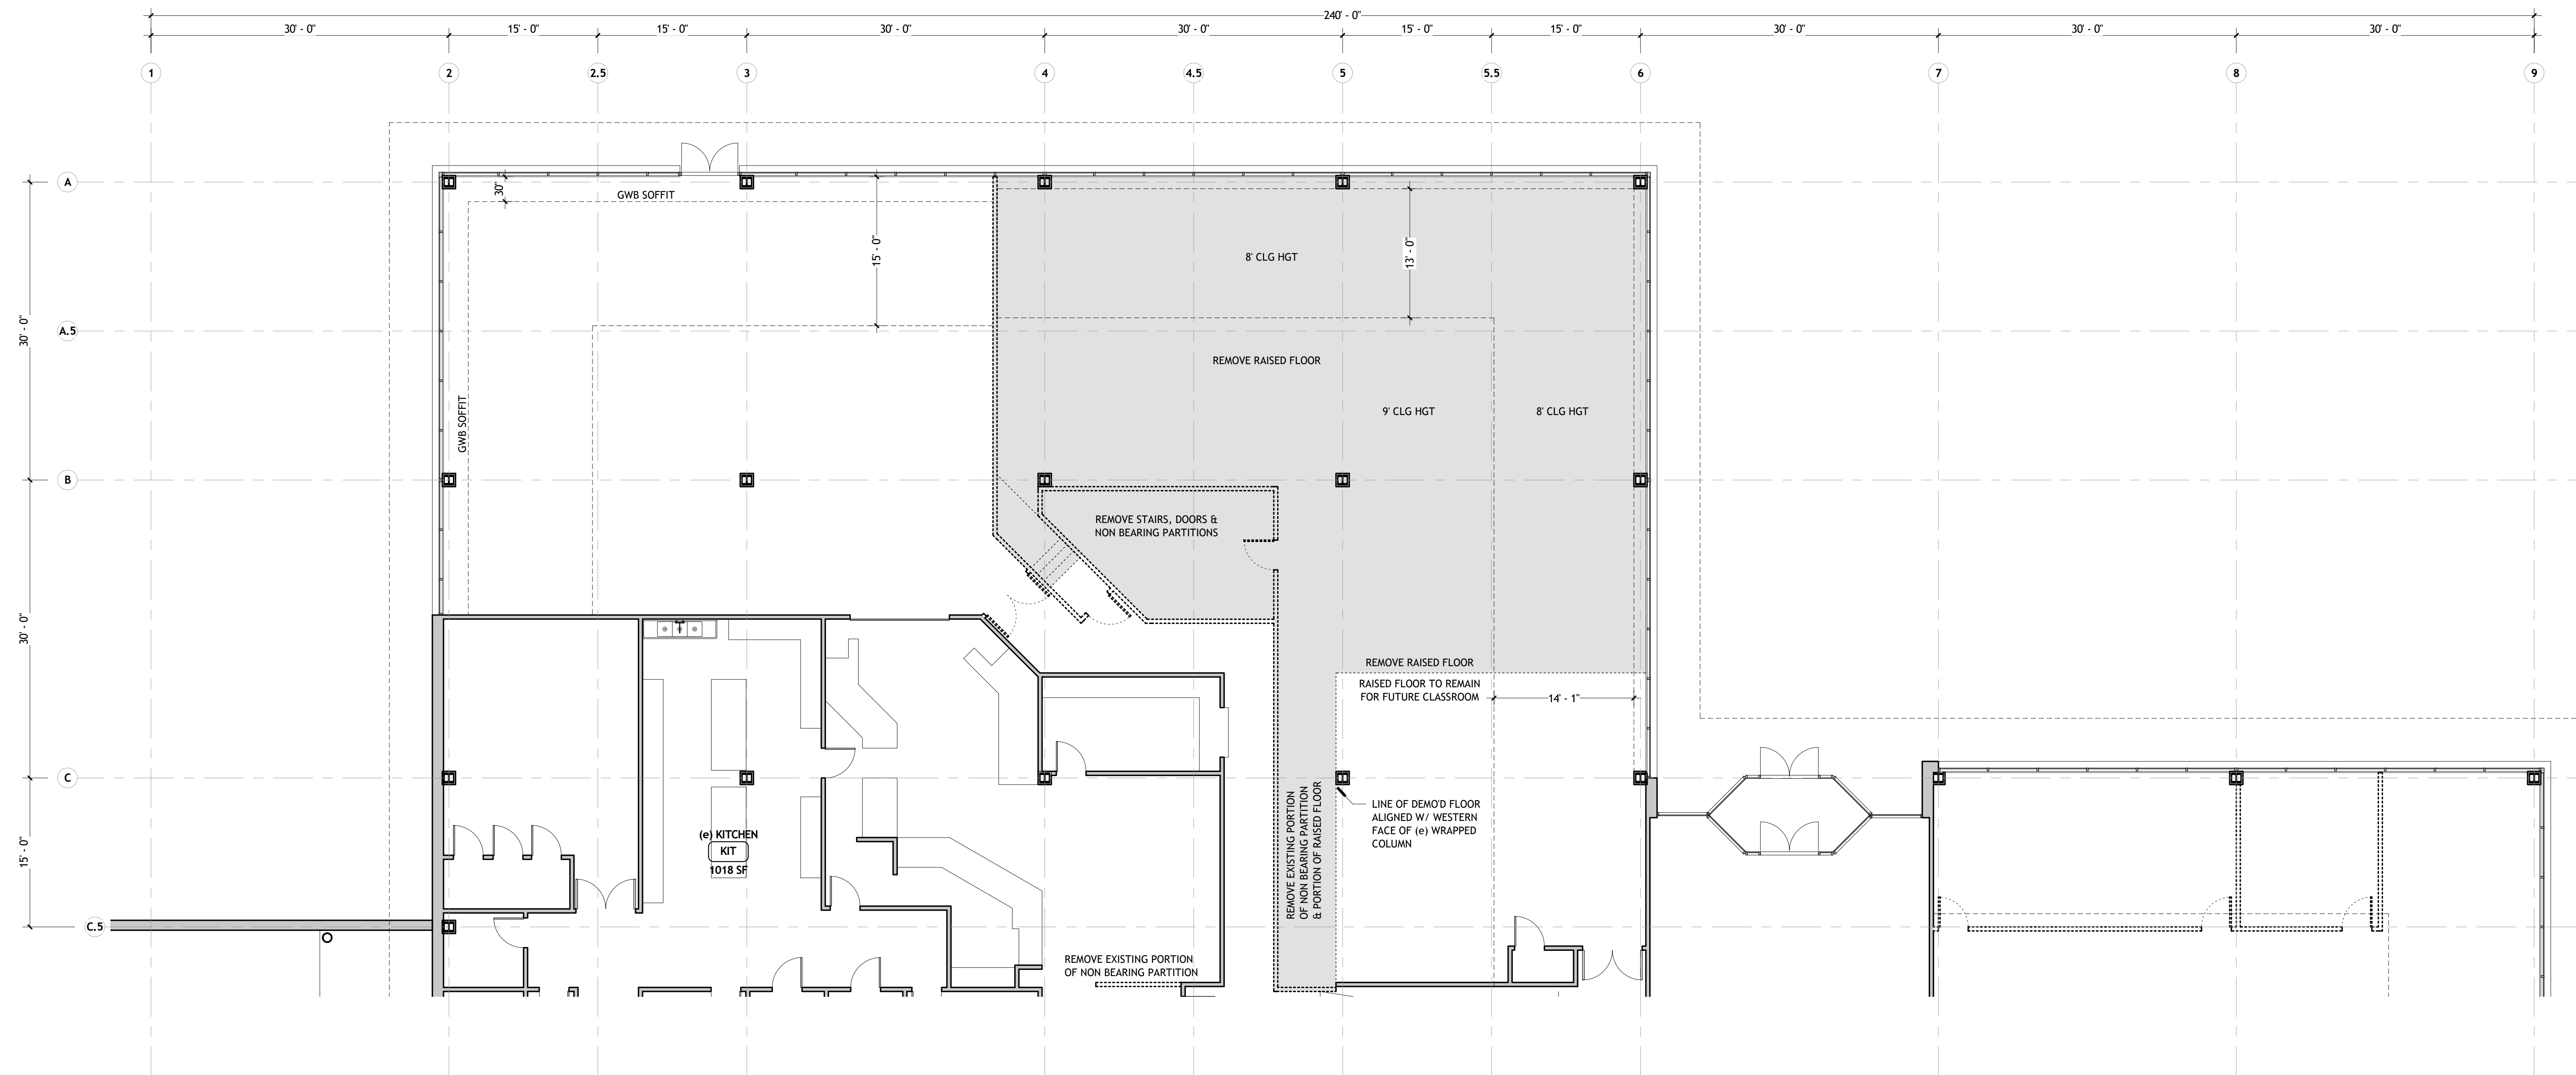 240' - 0"
30' - 0"
15' - 0"
15' - 0"
30' - 0"
30' - 0"
15' - 0"
15' - 0"
30' - 0"
30' - 0"
30' - 0"
1
2
2.5
3
4
4.5
5
5.5
6
7
8
9
A
30"
GWB SOFFIT
15' - 0"
13' - 0"
8' CLG HGT
30' - 0"
A.5
REMOVE RAISED FLOOR
GWB SOFFIT
9' CLG HGT
8' CLG HGT
B
REMOVE STAIRS, DOORS &
NON BEARING PARTITIONS
30' - 0"
REMOVE RAISED FLOOR
RAISED FLOOR TO REMAIN
FOR FUTURE CLASSROOM
14' - 1"
C
LINE OF DEMO'D FLOOR
ALIGNED W/ WESTERN
FACE OF (e) WRAPPED
COLUMN
REMOVE EXISTING PORTION
OF NON BEARING PARTITION
& PORTION OF RAISED FLOOR
(e) KITCHEN
KIT
1018 SF
15' - 0"
C.5
REMOVE EXISTING PORTION
OF NON BEARING PARTITION